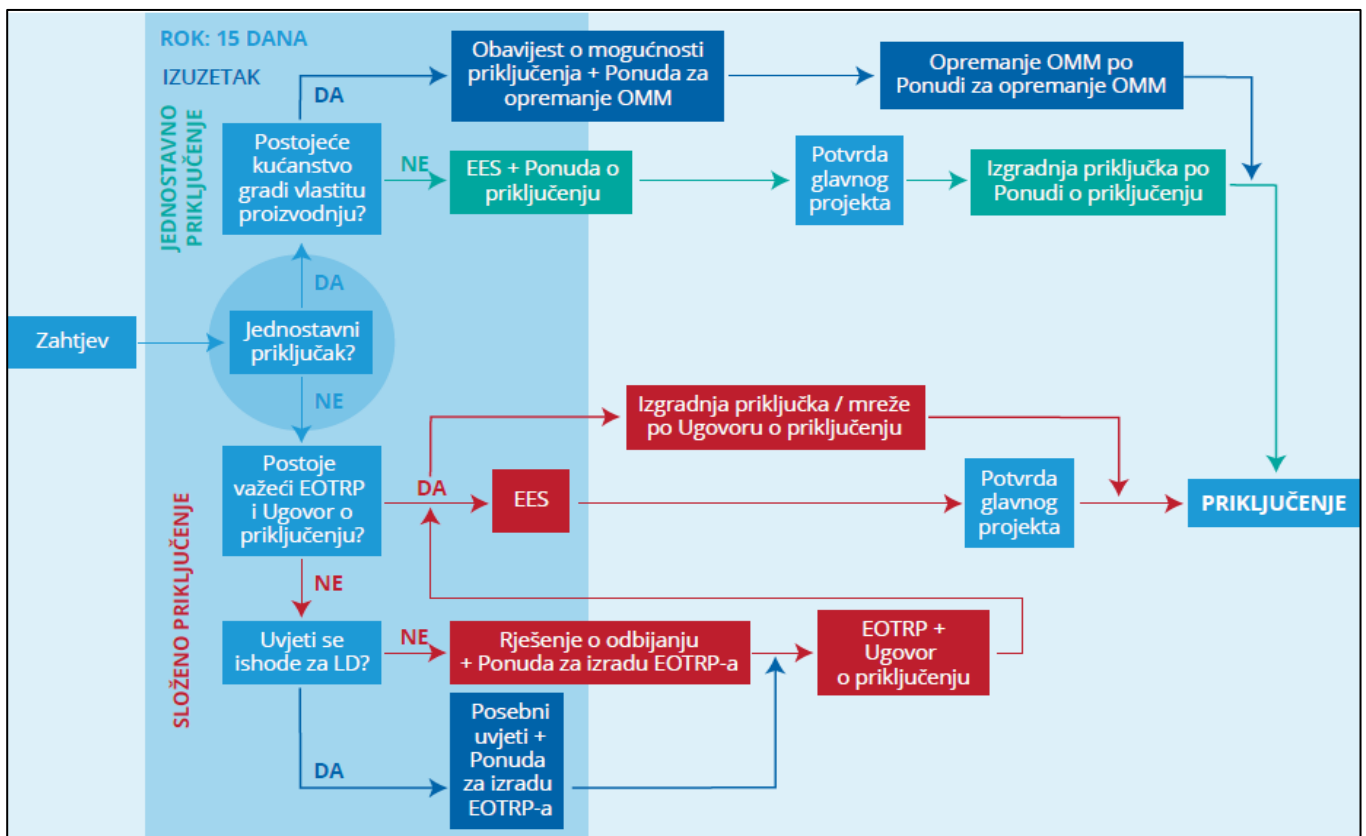 ROK: 15 DANA
IZUZETAK
JEDNOSTAVNO
PRIKLJUČENJE
DA
Obavijest o mogućnosti
priključenja + Ponuda za
opremanje OMM
Opremanje OMM po
Ponudi za opremanje OMM
Postojeće
kućanstvo
gradi vlastitu
proizvodnju?
NE
EES + Ponuda o
priključenju
Potvrda
glavnog
projekta
Izgradnja priključka po
Ponudi o priključenju
DA
Zahtjev
Jednostavni
priključak?
NE
SLOŽENO PRIKLJUČENJE
Postoje
važeći EOTRP
i Ugovor o
priključenju?
DA
Izgradnja priključka / mreže
po Ugovoru o priključenju
EES
Potvrda
glavnog
projekta
PRIKLJUČENJE
NE
Uvjeti se
ishode za LD?
NE
Rješenje o odbijanju
+ Ponuda za izradu EOTRP-a
EOTRP +
Ugovor
o priključenju
DA
Posebni
uvjeti +
Ponuda
za izradu
EOTRP-a